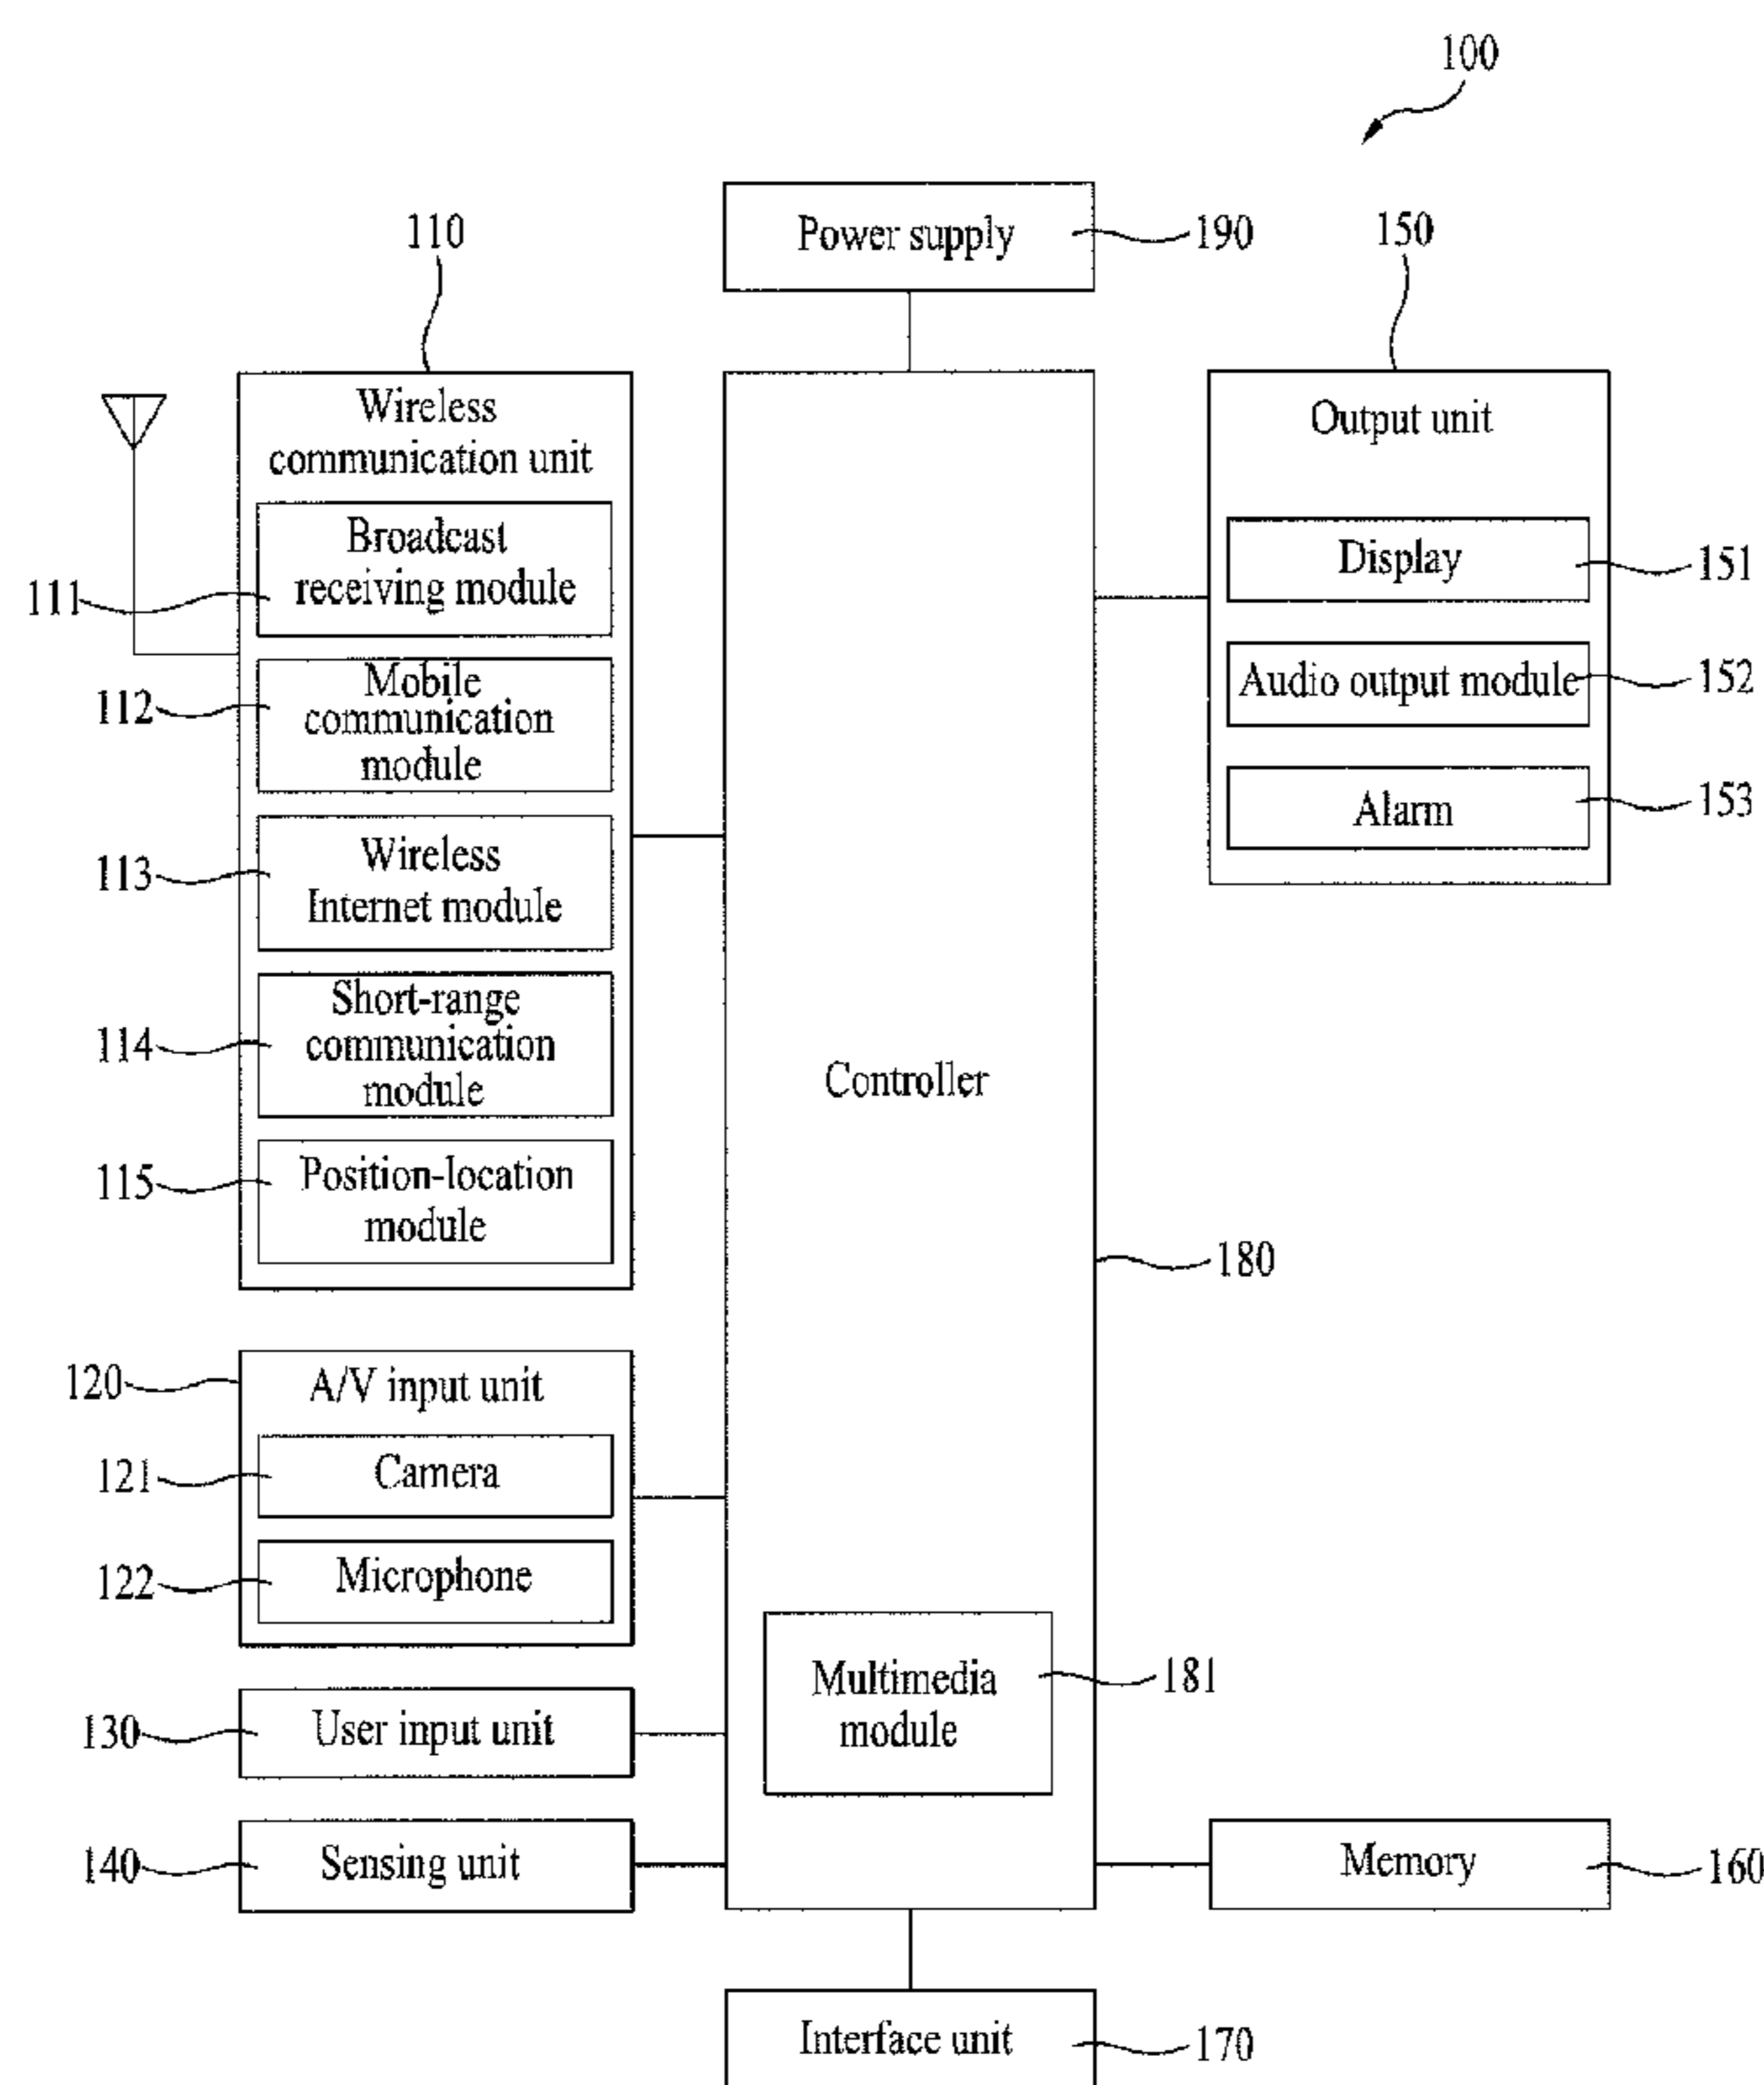 100
Power supply
190
110
150
Wireless
communication unit
Broadcast
receiving module
111
Mobile
communication
module
112
Wireless
Internet module
113
Short-range
communication
module
114
Position-location
module
115
Output unit
Display
151
Audio output module
152
Alarm
153
Controller
180
120
A/V input unit
121
Camera
122
Microphone
Multimedia
module
181
130
User input unit
140
Sensing unit
Memory
160
Interface unit
170